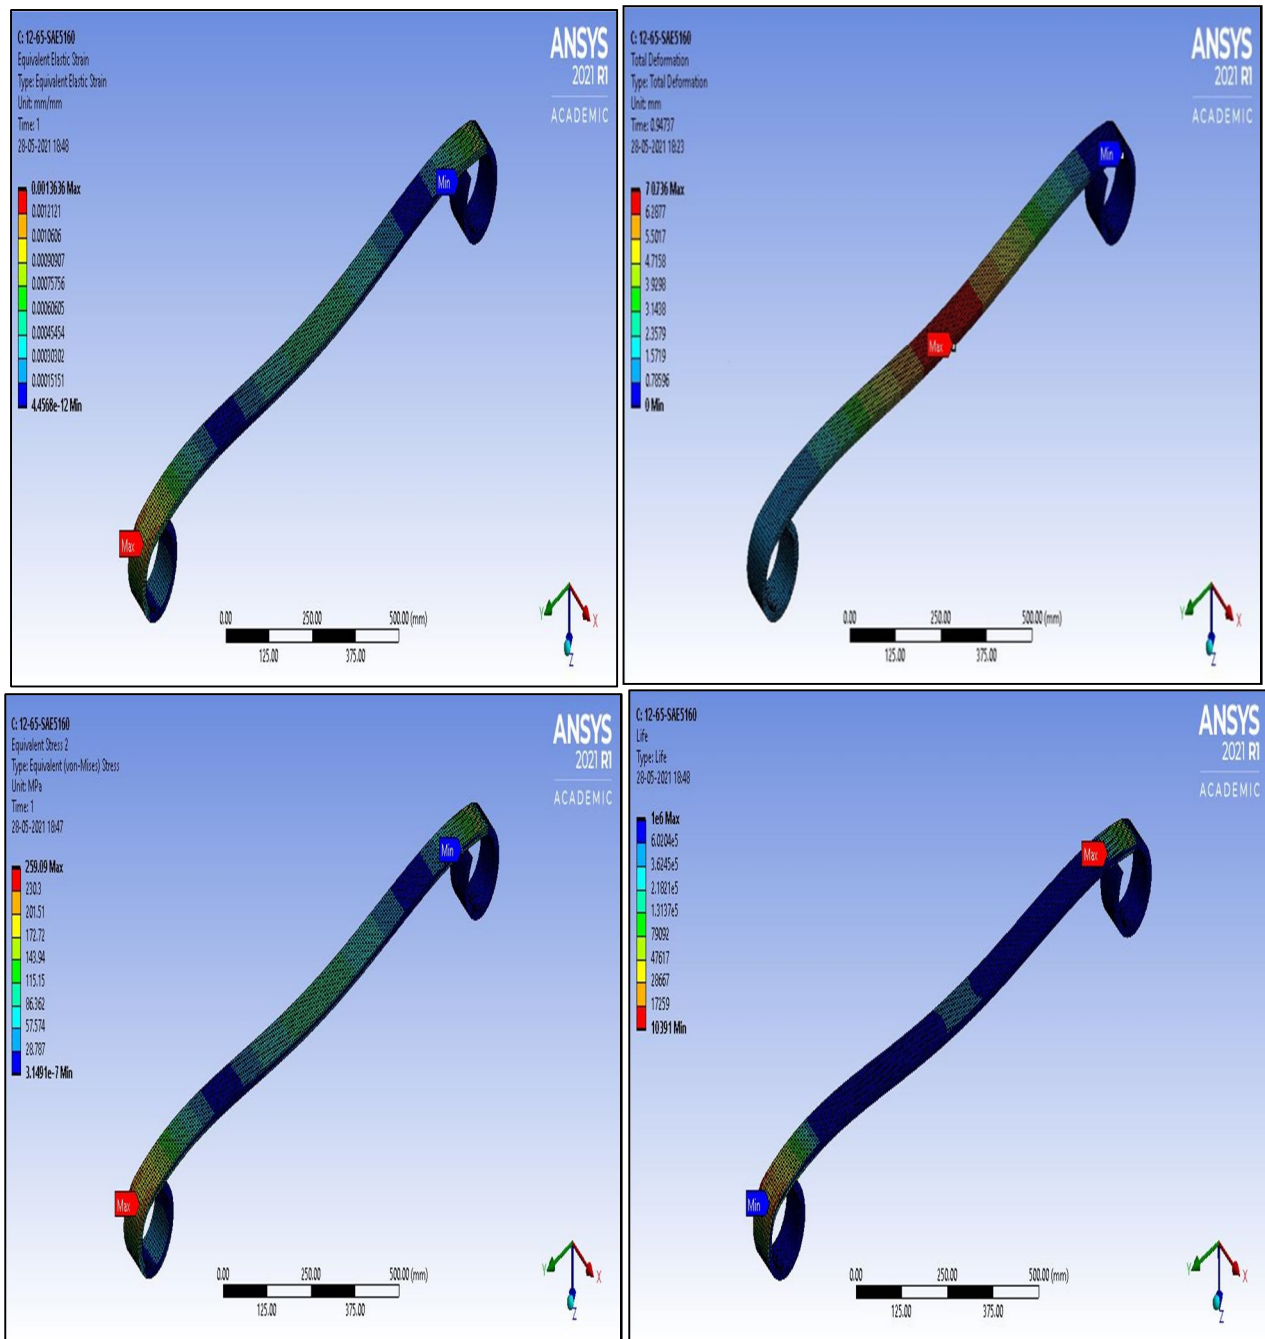 C: 12-65-SAE5160
Equivalent Elastic Strain
Type: Equivalent Elastic Strain
Unit: mm/mm
Time: 1
28-05-2021 18:48
ANSYS
2021 R1
ACADEMIC
0.0013636 Max
0.0012121
0.0010606
0.00090907
0.00075756
0.00060605
0.00045454
0.00030302
0.00015151
4.4568e-12 Min
Min
Max
0.00 250.00 500.00 (mm)
125.00 375.00
Y X
Z
C: 12-65-SAE5160
Total Deformation
Type: Total Deformation
Unit: mm
Time: 0.94737
28-05-2021 18:23
ANSYS
2021 R1
ACADEMIC
70.736 Max
6.2877
5.5017
4.7158
3.9298
3.1438
2.3579
1.5719
0.78596
0 Min
Min
Max
0.00 250.00 500.00 (mm)
125.00 375.00
Y X
Z
C: 12-65-SAE5160
Equivalent Stress 2
Type: Equivalent (von-Mises) Stress
Unit: MPa
Time: 1
28-05-2021 18:47
ANSYS
2021 R1
ACADEMIC
259.09 Max
230.3
201.51
172.72
143.94
115.15
86.362
57.574
28.787
3.1491e-7 Min
Min
Max
0.00 250.00 500.00 (mm)
125.00 375.00
Y X
Z
C: 12-65-SAE5160
Life
Type: Life
28-05-2021 18:48
ANSYS
2021 R1
ACADEMIC
1e6 Max
6.0204e5
3.6245e5
2.1821e5
1.3137e5
79092
47617
28667
17259
10391 Min
Max
Min
0.00 250.00 500.00 (mm)
125.00 375.00
Y X
Z